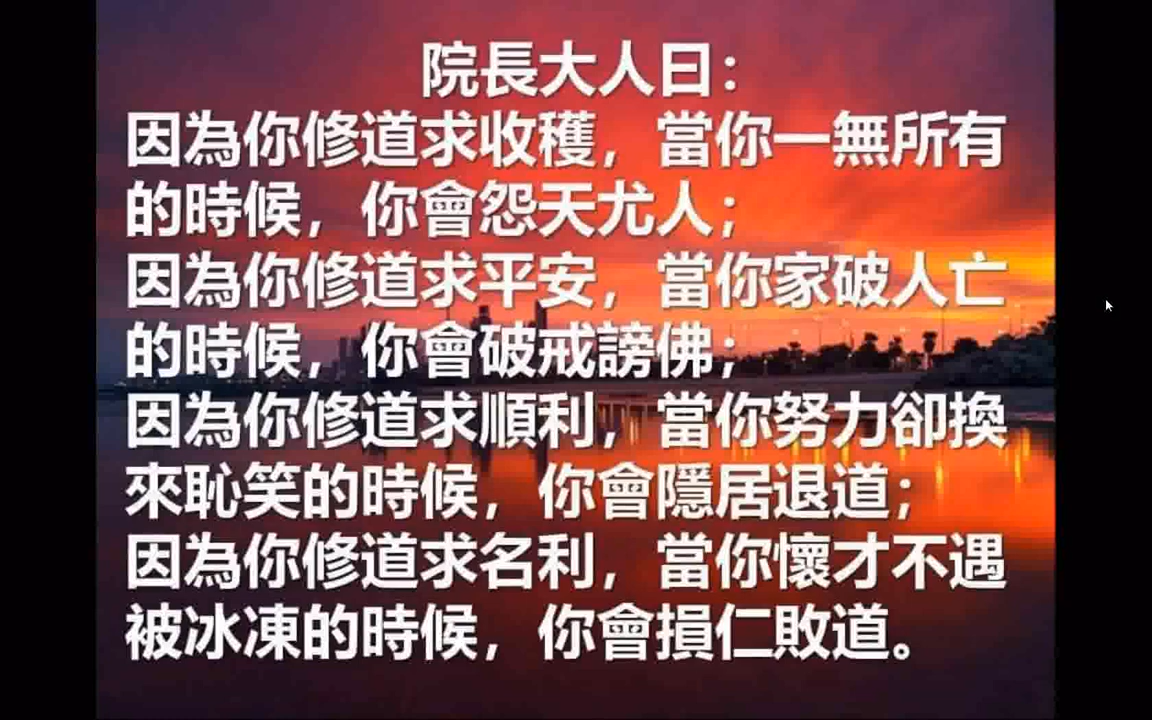 院長大人曰：
因為你修道求收穫，當你一無所有
的時候，你會怨天尤人；
因為你修道求平安，當你家破人亡
的時候，你會破戒謗佛；
因為你修道求順利，當你努力卻換
來恥笑的時候，你會隱居退道；
因為你修道求名利，當你懷才不遇
被冰凍的時候，你會損仁敗道。